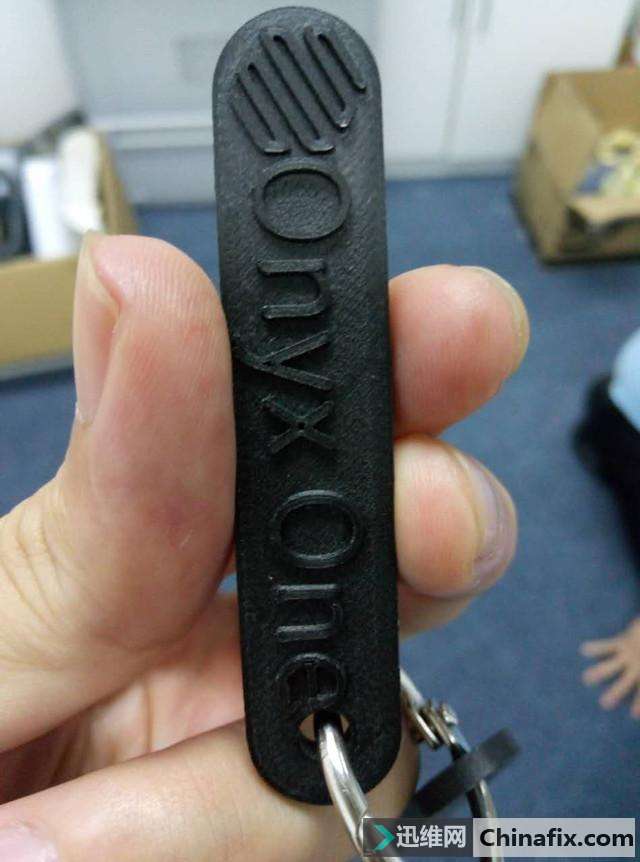 Onyx One
迅维网 Chinafix.com